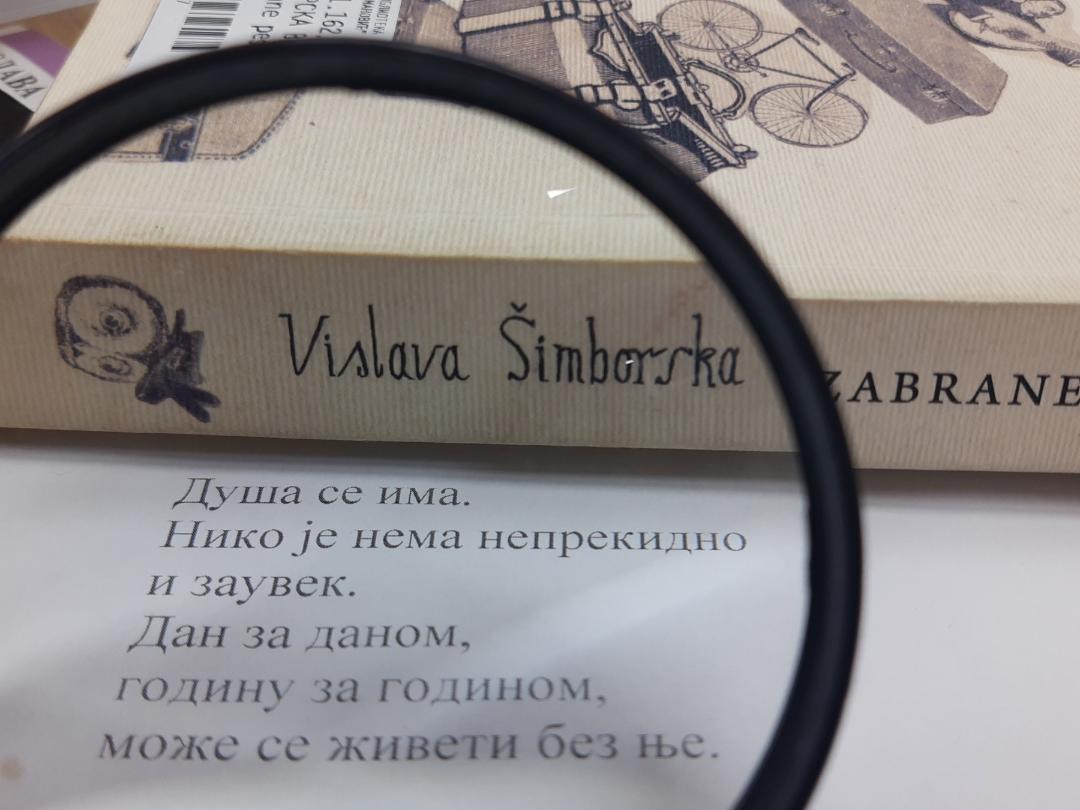 Vislava Šimborska
ZABRANE
Душа се има.
Нико је нема непрекидно
и заувек.
Дан за даном,
годину за годином,
може се живети без ње.